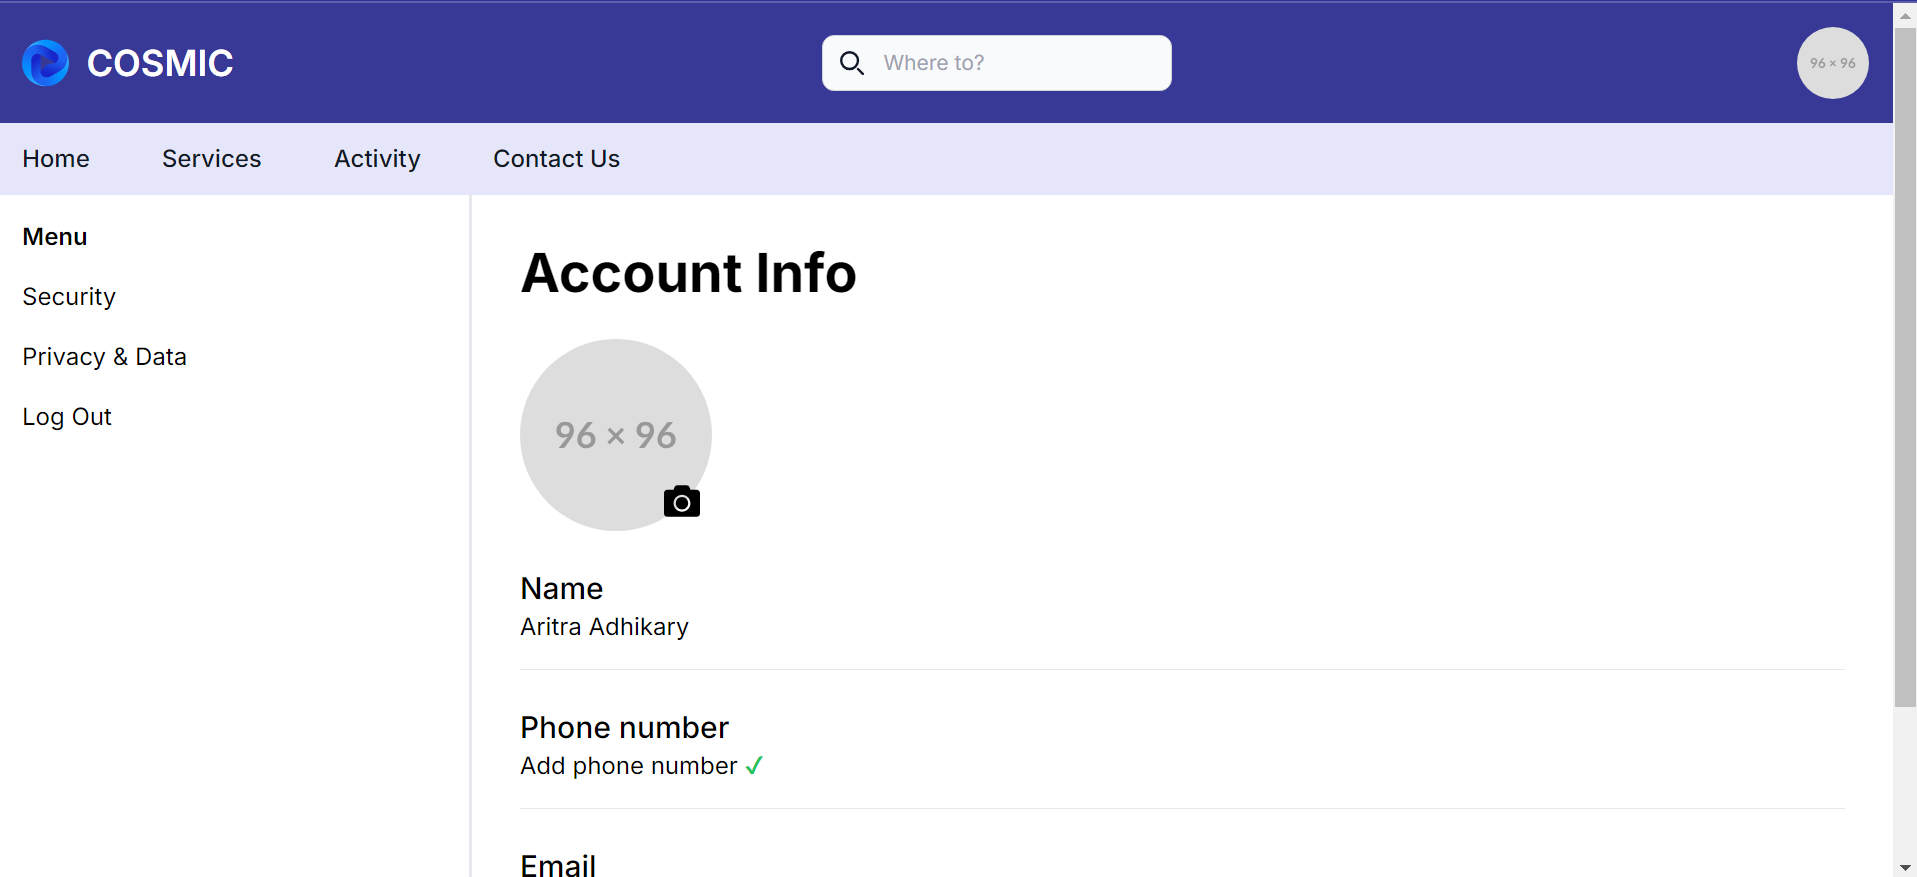 COSMIC
Where to?
96 × 96
Home Services Activity Contact Us
Menu
Security
Privacy & Data
Log Out
Account Info
96 × 96
Name
Aritra Adhikary
Phone number
Add phone number ✓
Email